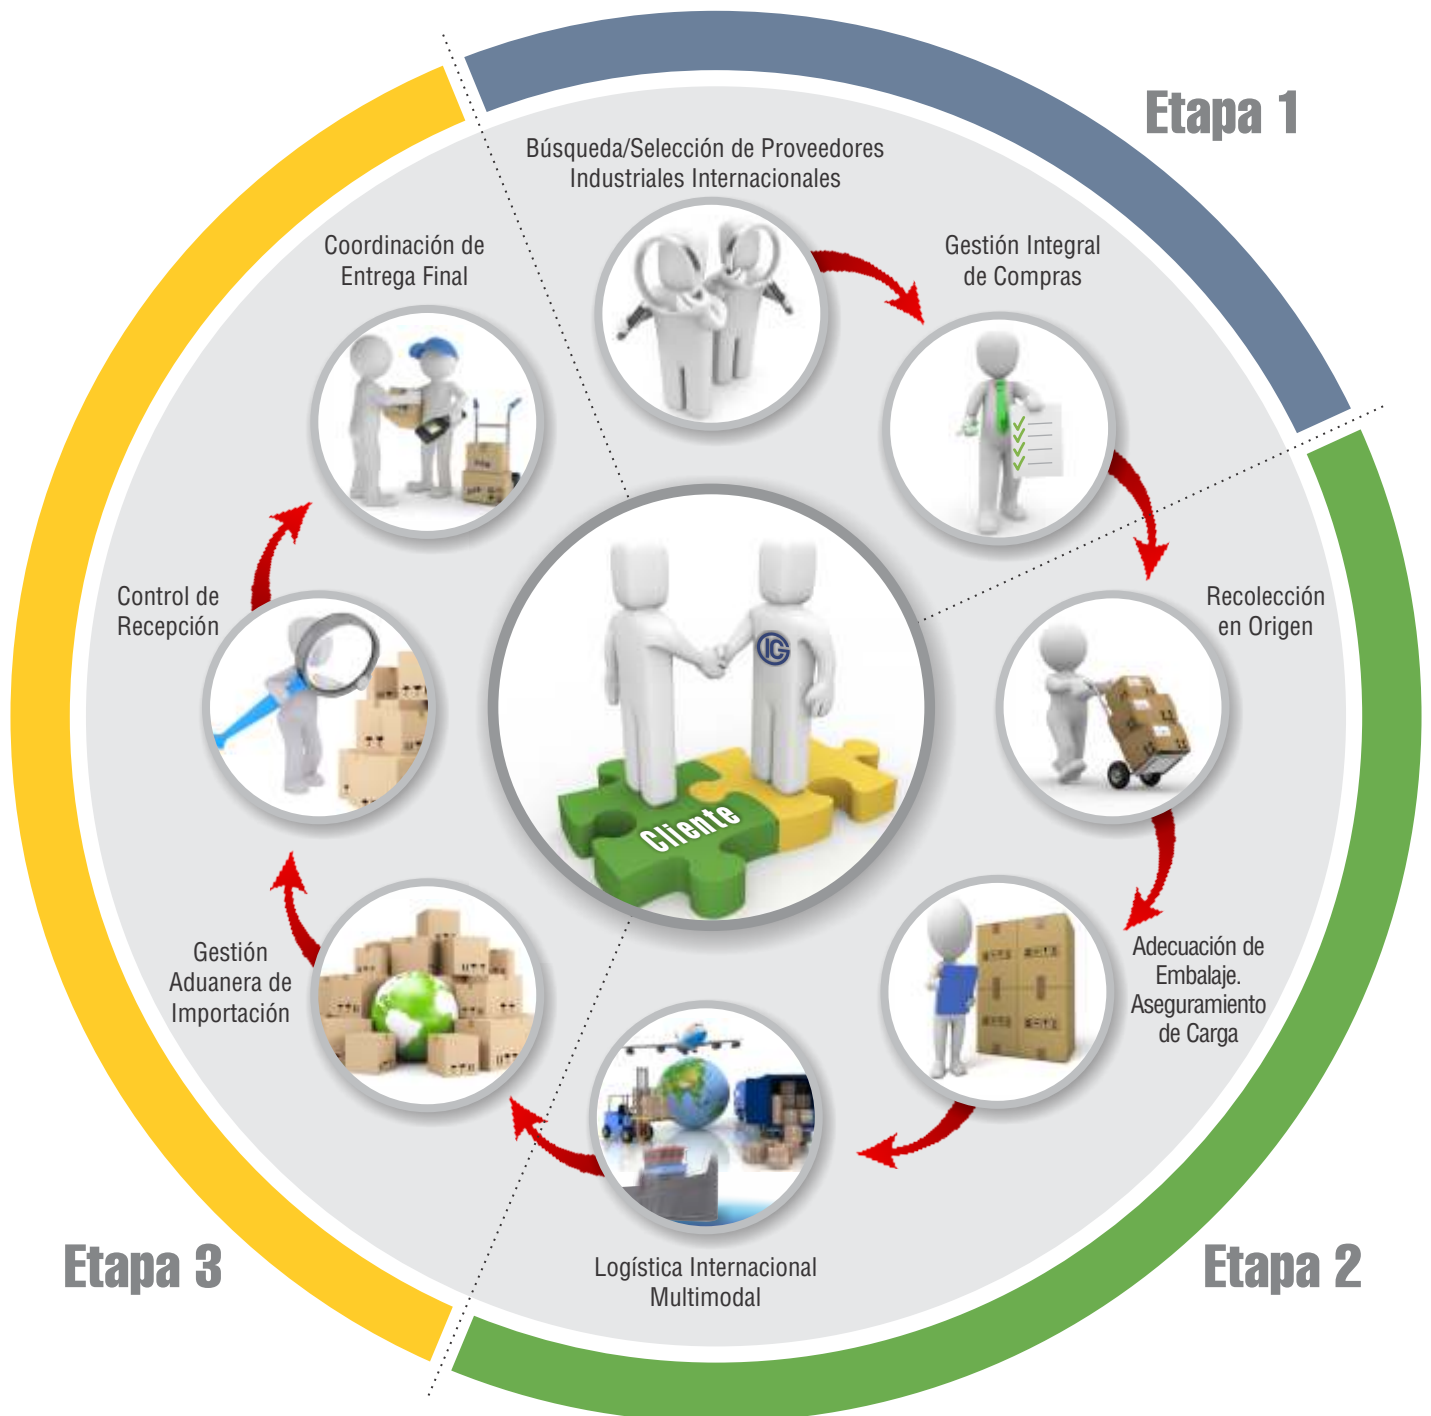 Etapa 1
Búsqueda/Selección de Proveedores
Industriales Internacionales
Gestión Integral
de Compras
Recolección
en Origen
Adecuación de
Embalaje.
Aseguramiento
de Carga
Etapa 2
Logística Internacional
Multimodal
Etapa 3
Gestión
Aduanera de
Importación
Control de
Recepción
Coordinación de
Entrega Final
Cliente